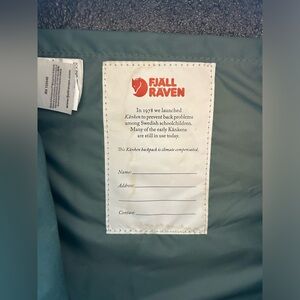 FJÄLL
RÄVEN
In 1978 we launched
Kånken to prevent back problems
among Swedish schoolchildren.
Many of the early Kånkens
are still in use today.
This Kånken backpack is climate compensated.
Name:
Address:
Contact: